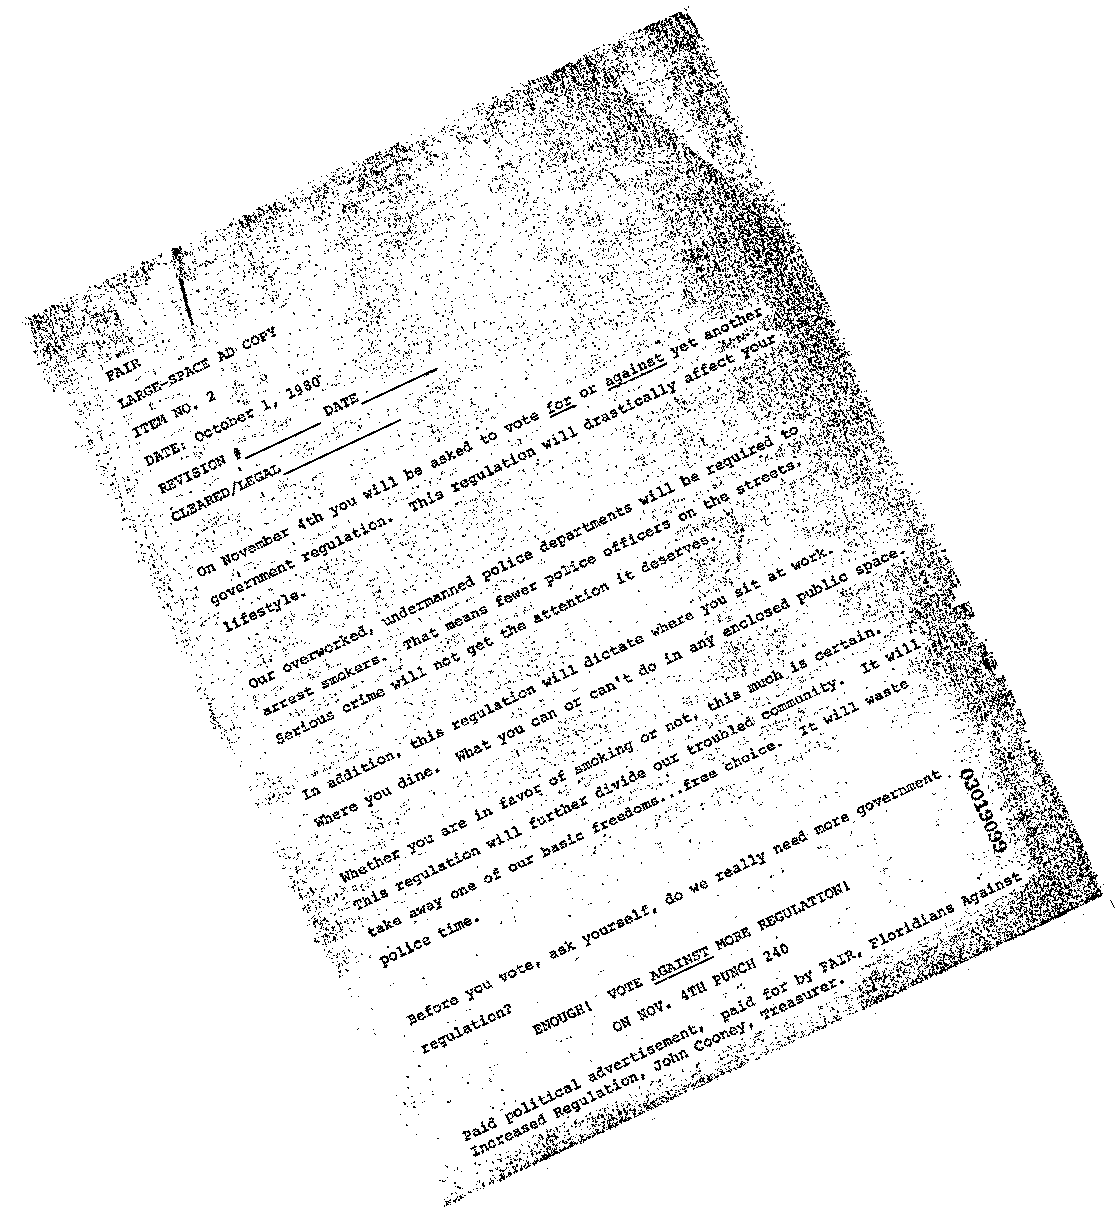 FAIR
LARGE-SPACE AD COPY
ITEM NO. 2
DATE: October 1, 1980
REVISION # DATE
CLEARED/LEGAL
On November 4th you will be asked to vote for or against yet another
government regulation. This regulation will drastically affect your
lifestyle.
Our overworked, undermanned police departments will be required to
arrest smokers. That means fewer police officers on the streets.
Serious crime will not get the attention it deserves.
In addition, this regulation will dictate where you sit at work.
Where you dine. What you can or can't do in any enclosed public space.
Whether you are in favor of smoking or not, this much is certain.
This regulation will further divide our troubled community. It will
take away one of our basic freedoms...free choice. It will waste
police time.
Before you vote, ask yourself, do we really need more government
regulation?
ENOUGH! VOTE AGAINST MORE REGULATION!
ON NOV. 4TH PUNCH 240
Paid political advertisement, paid for by FAIR, Floridians Against
Increased Regulation, John Cooney, Treasurer.
03013099